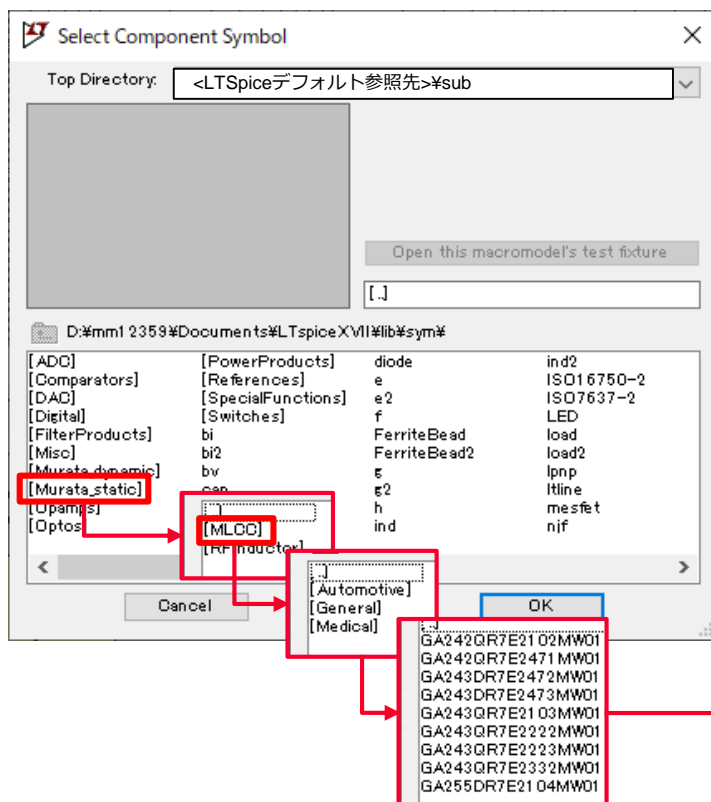 Select Component Symbol
Top Directory:
<LTSpiceデフォルト参照先>¥sub
Open this macromodel's test fixture
[..]
D:¥mm12359¥Documents¥LTspiceXVII¥lib¥sym¥
[ADC] [PowerProducts] diode ind2
[Comparators] [References] e ISO16750-2
[DAC] [SpecialFunctions] e2 ISO7637-2
[Digital] [Switches] f LED
[FilterProducts] bi FerriteBead load
[Misc] bi2 FerriteBead2 load2
[Murata_dynamic] bv g lpnp
[Murata_static] cap g2 ltline
[Opamps] h mesfet
[Optos ind njf
[..]
[MLCC]
[RFInductor]
[..]
[Automotive]
[General]
[Medical]
Cancel
OK
[..]
GA242QR7E2102MW01
GA242QR7E2471MW01
GA243DR7E2472MW01
GA243DR7E2473MW01
GA243QR7E2103MW01
GA243QR7E2222MW01
GA243QR7E2223MW01
GA243QR7E2332MW01
GA255DR7E2104MW01